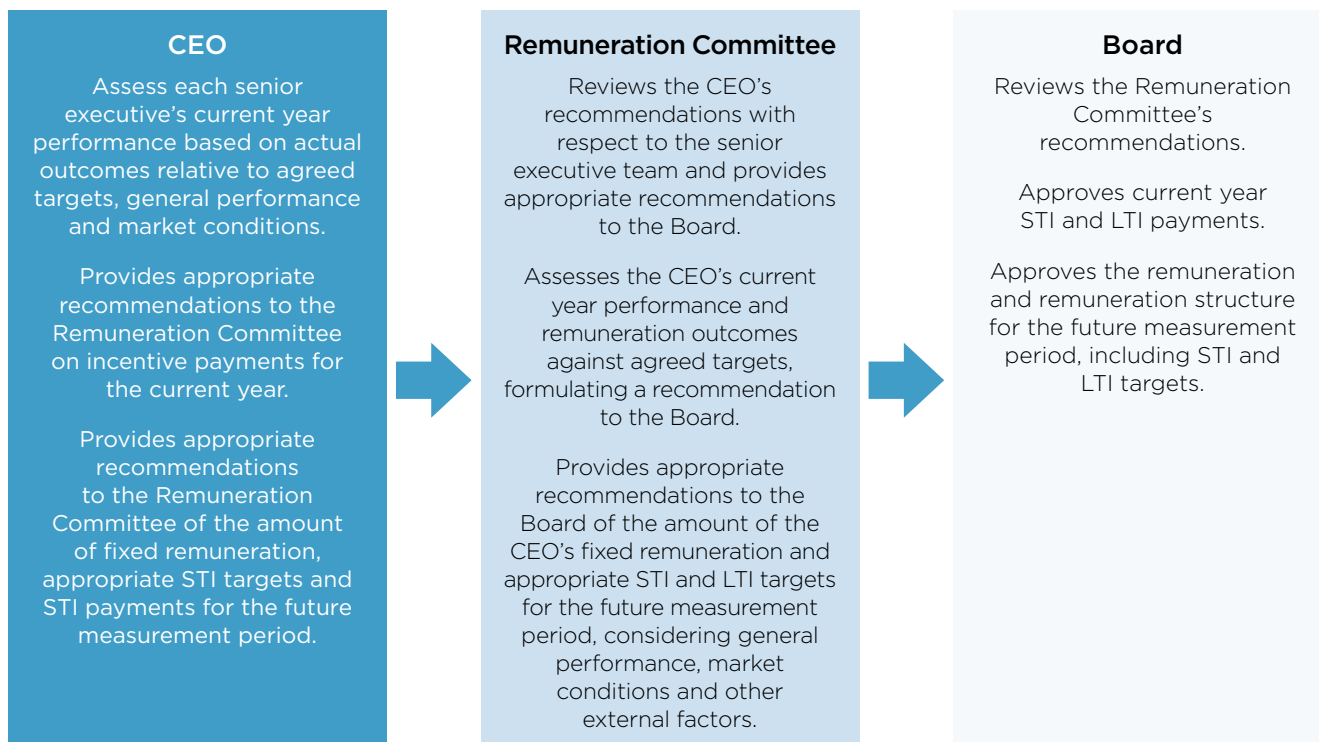 CEO
Assess each senior
executive’s current year
performance based on actual
outcomes relative to agreed
targets, general performance
and market conditions.
Provides appropriate
recommendations to the
Remuneration Committee
on incentive payments for
the current year.
Provides appropriate
recommendations
to the Remuneration
Committee of the amount
of fixed remuneration,
appropriate STI targets and
STI payments for the future
measurement period.
Remuneration Committee
Reviews the CEO’s
recommendations with
respect to the senior
executive team and provides
appropriate recommendations
to the Board.
Assesses the CEO’s current
year performance and
remuneration outcomes
against agreed targets,
formulating a recommendation
to the Board.
Provides appropriate
recommendations to the
Board of the amount of the
CEO’s fixed remuneration and
appropriate STI and LTI targets
for the future measurement
period, considering general
performance, market
conditions and other
external factors.
Board
Reviews the Remuneration
Committee’s
recommendations.
Approves current year
STI and LTI payments.
Approves the remuneration
and remuneration structure
for the future measurement
period, including STI and
LTI targets.